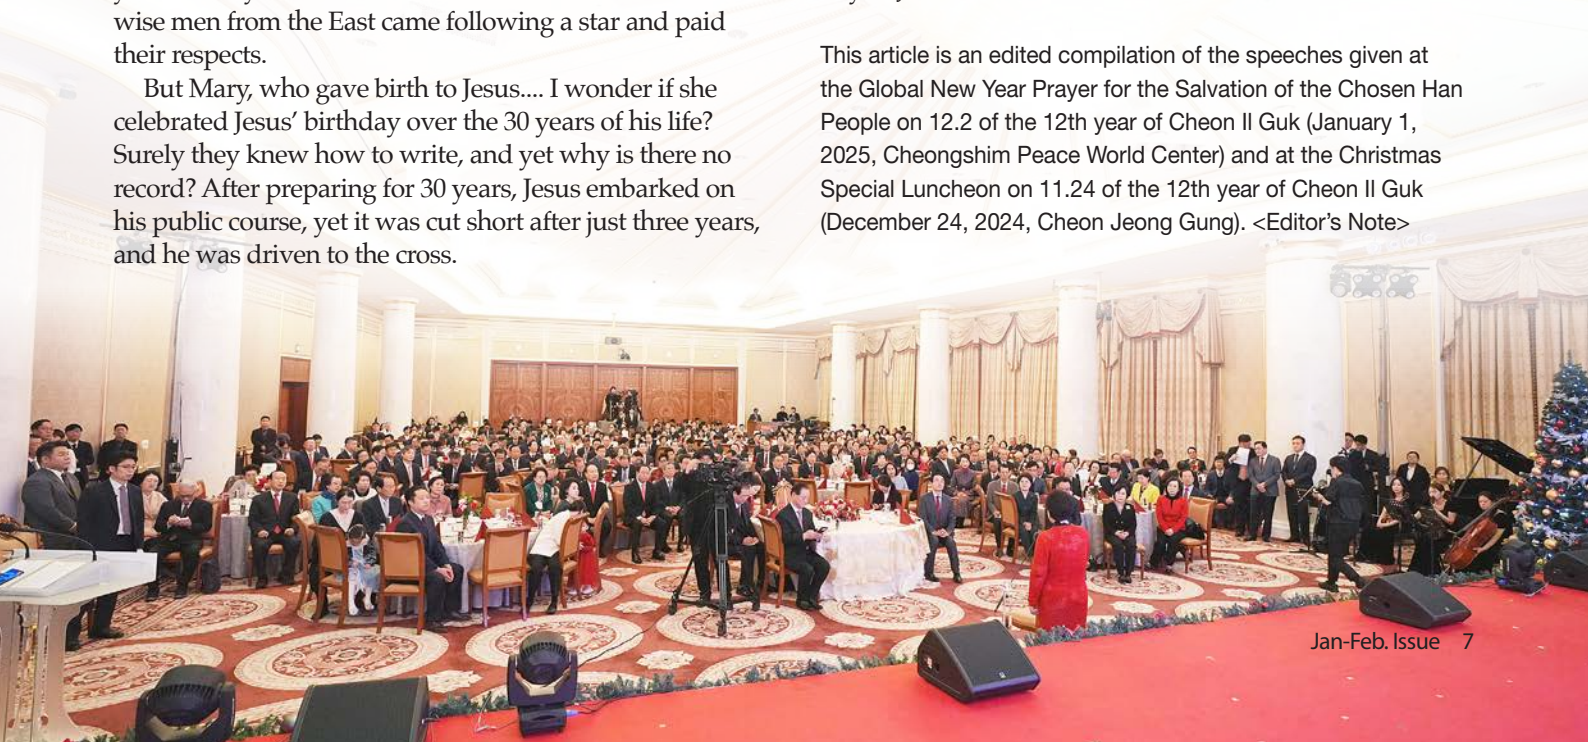 wise men from the East came following a star and paid
their respects.
But Mary, who gave birth to Jesus.... I wonder if she
celebrated Jesus' birthday over the 30 years of his life?
Surely they knew how to write, and yet why is there no
record? After preparing for 30 years, Jesus embarked on
his public course, yet it was cut short after just three years,
and he was driven to the cross.
This article is an edited compilation of the speeches given at
the Global New Year Prayer for the Salvation of the Chosen Han
People on 12.2 of the 12th year of Cheon Il Guk (January 1,
2025, Cheongshim Peace World Center) and at the Christmas
Special Luncheon on 11.24 of the 12th year of Cheon Il Guk
(December 24, 2024, Cheon Jeong Gung). <Editor's Note>
Jan-Feb. Issue 7